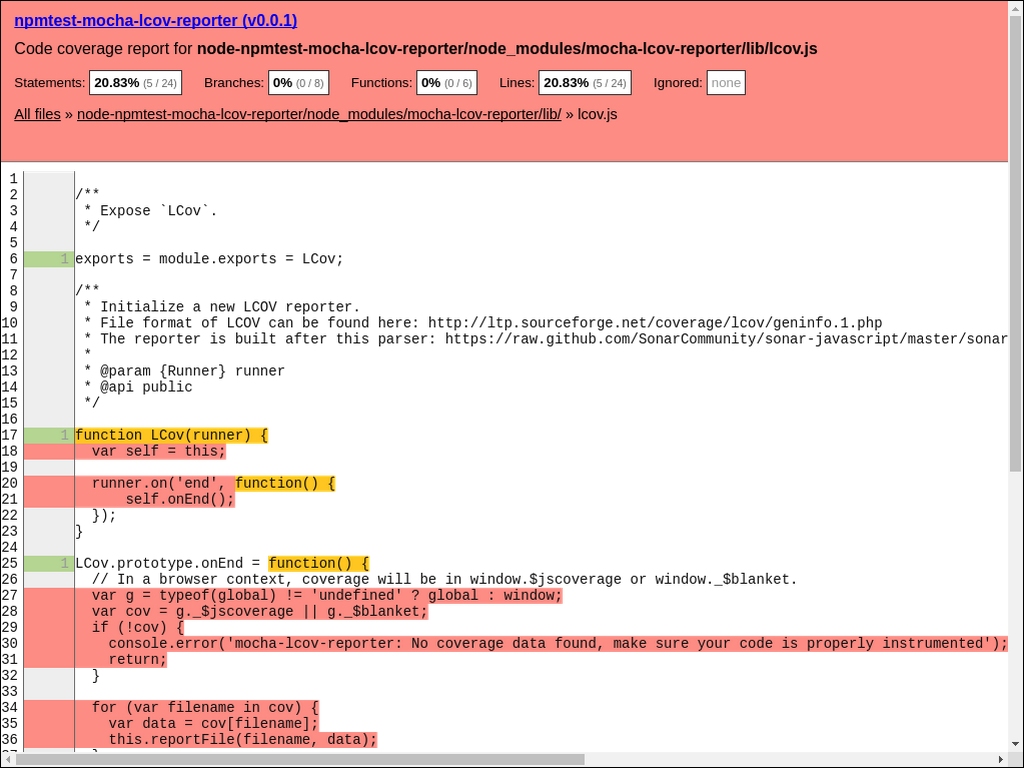 npmtest-mocha-lcov-reporter (v0.0.1)
Code coverage report for node-npmtest-mocha-lcov-reporter/node_modules/mocha-lcov-reporter/lib/lcov.js
Statements: 20.83% (5 / 24) Branches: 0% (0 / 8) Functions: 0% (0 / 6) Lines: 20.83% (5 / 24) Ignored: none
All files » node-npmtest-mocha-lcov-reporter/node_modules/mocha-lcov-reporter/lib/ » lcov.js
1
2 /**
3 * Expose `LCov`.
4 */
5
6 1 exports = module.exports = LCov;
7
8 /**
9 * Initialize a new LCOV reporter.
10 * File format of LCOV can be found here: http://ltp.sourceforge.net/coverage/lcov/geninfo.1.php
11 * The reporter is built after this parser: https://raw.github.com/SonarCommunity/sonar-javascript/master/sonar
12 *
13 * @param {Runner} runner
14 * @api public
15 */
16
17 1 function LCov(runner) {
18 var self = this;
19
20 runner.on('end', function() {
21 self.onEnd();
22 });
23 }
24
25 1 LCov.prototype.onEnd = function() {
26 // In a browser context, coverage will be in window.$jscoverage or window._$blanket.
27 var g = typeof(global) != 'undefined' ? global : window;
28 var cov = g._$jscoverage || g._$blanket;
29 if (!cov) {
30 console.error('mocha-lcov-reporter: No coverage data found, make sure your code is properly instrumented');
31 return;
32 }
33
34 for (var filename in cov) {
35 var data = cov[filename];
36 this.reportFile(filename, data);